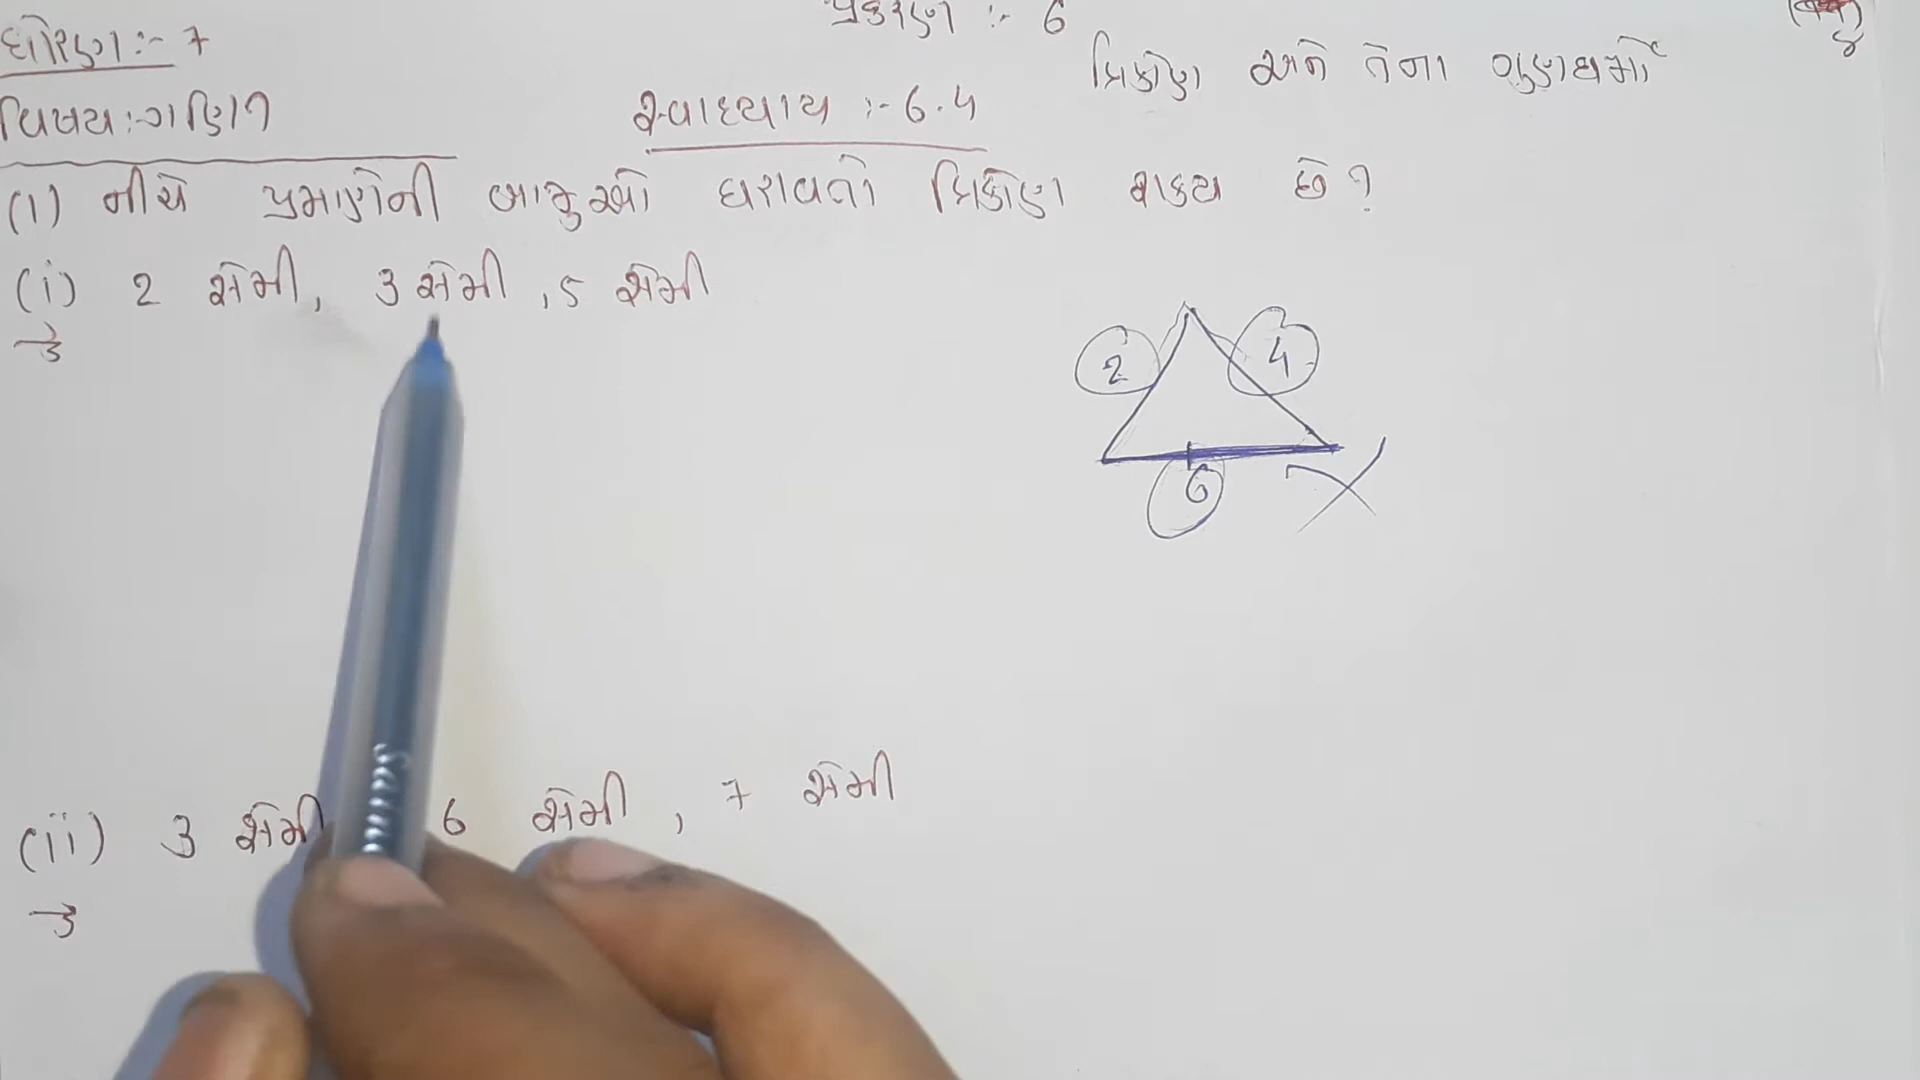 પ્રકરણ :- 6
ધોરણ :- 7
ત્રિકોણ અને તેના ગુણધર્મો
વિષય :- ગણિત
સ્વાધ્યાય :- 6.4
(1) નીચે પ્રમાણેની બાજુઓ ધરાવતો ત્રિકોણ શક્ય છે ?
(i) 2 સેમી, 3 સેમી, 5 સેમી
→
2 4
6
(ii) 3 સેમી 6 સેમી, 7 સેમી
→